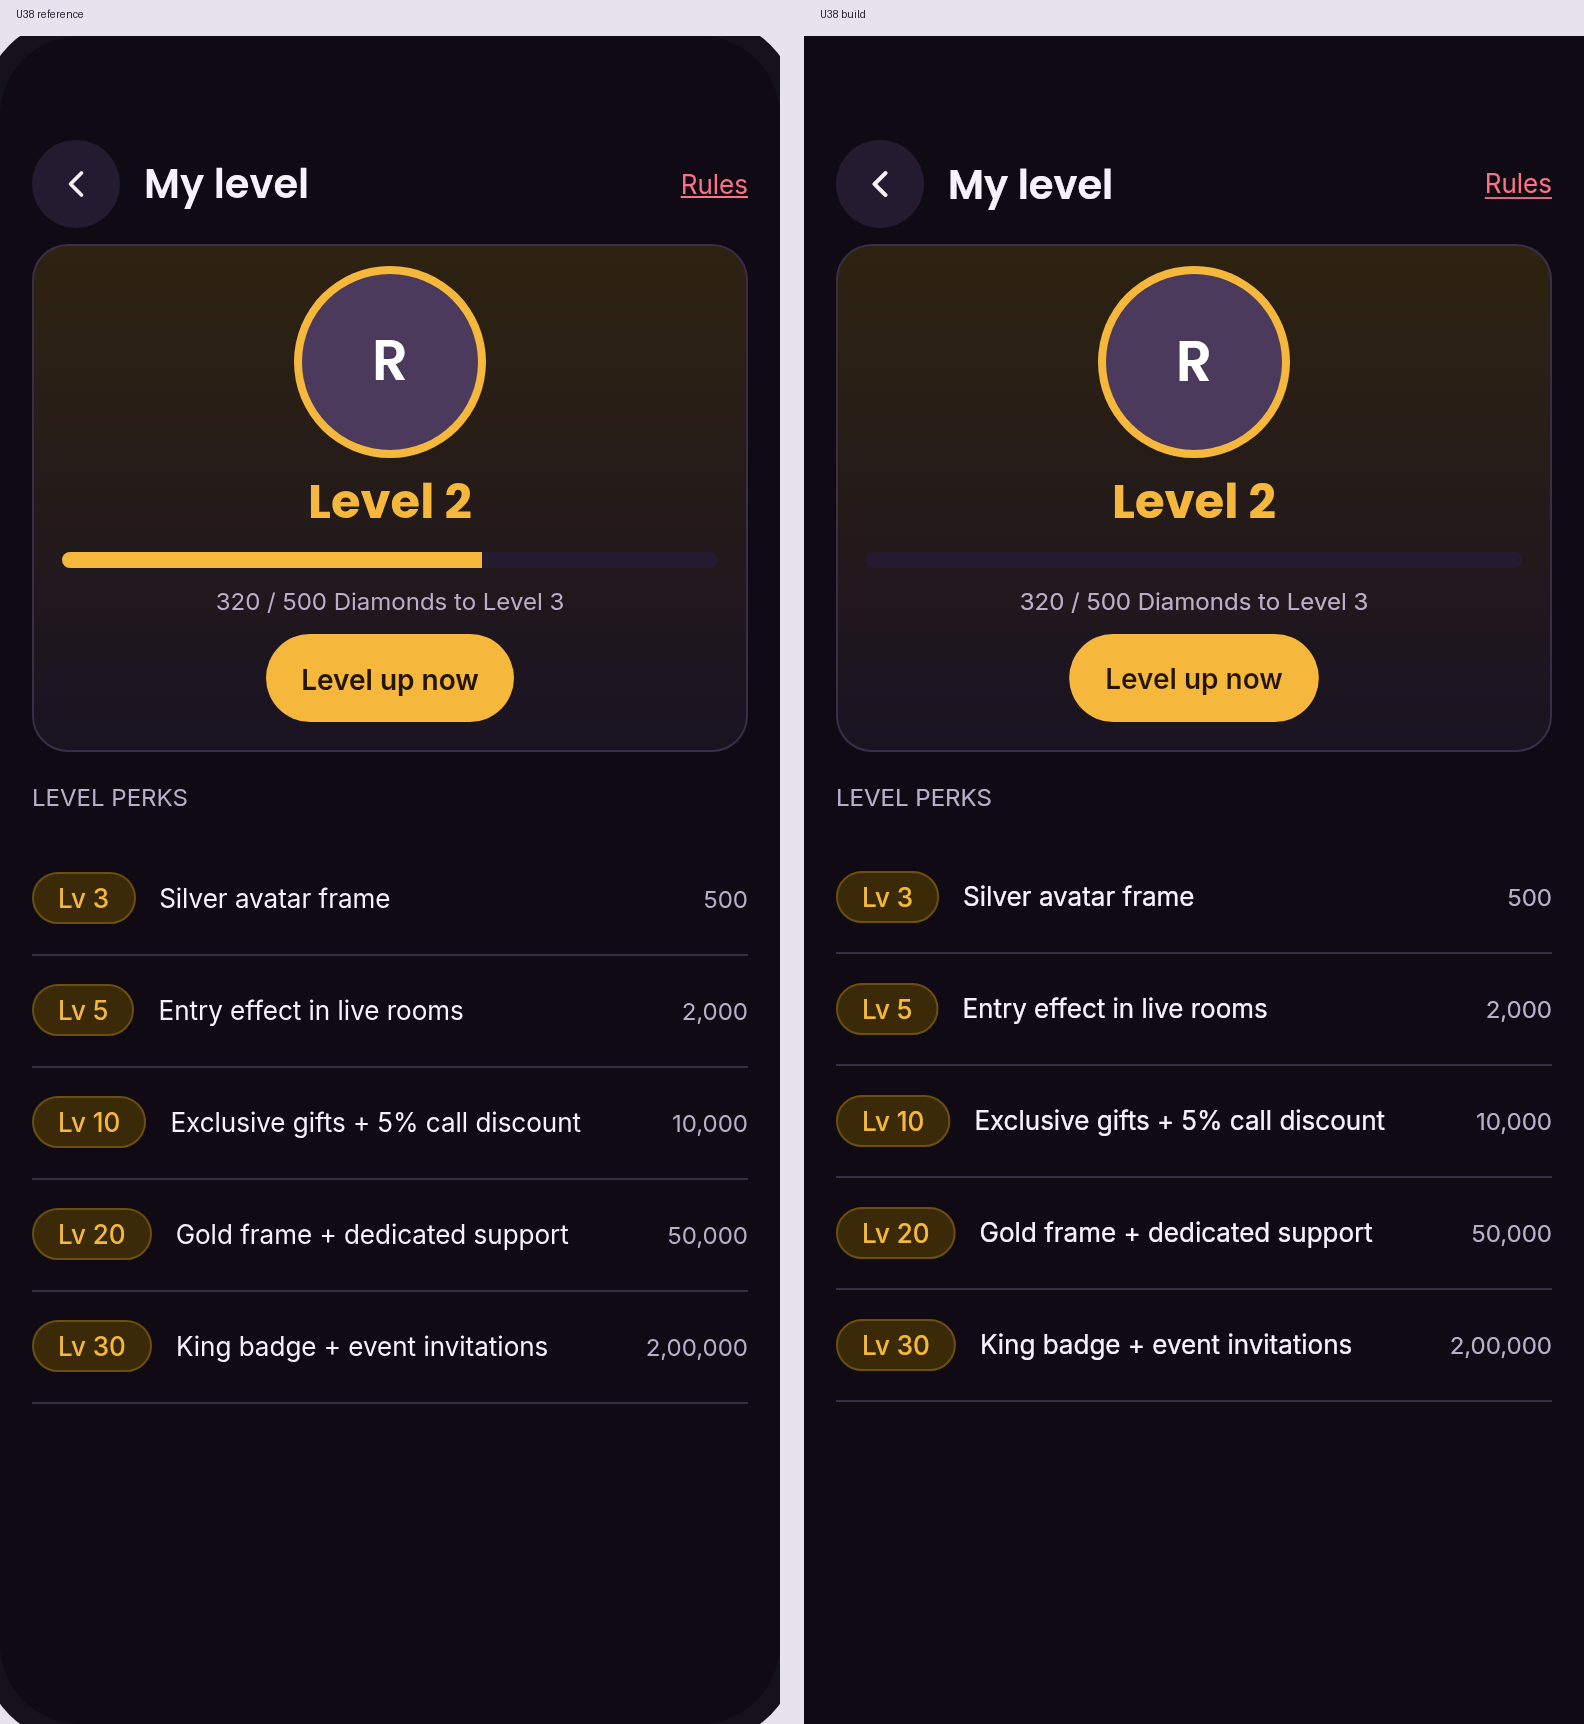 U38 reference
My level
Rules
R
Level 2
320 / 500 Diamonds to Level 3
Level up now
LEVEL PERKS
Lv 3 Silver avatar frame 500
Lv 5 Entry effect in live rooms 2,000
Lv 10 Exclusive gifts + 5% call discount 10,000
Lv 20 Gold frame + dedicated support 50,000
Lv 30 King badge + event invitations 2,00,000
U38 build
My level
Rules
R
Level 2
320 / 500 Diamonds to Level 3
Level up now
LEVEL PERKS
Lv 3 Silver avatar frame 500
Lv 5 Entry effect in live rooms 2,000
Lv 10 Exclusive gifts + 5% call discount 10,000
Lv 20 Gold frame + dedicated support 50,000
Lv 30 King badge + event invitations 2,00,000